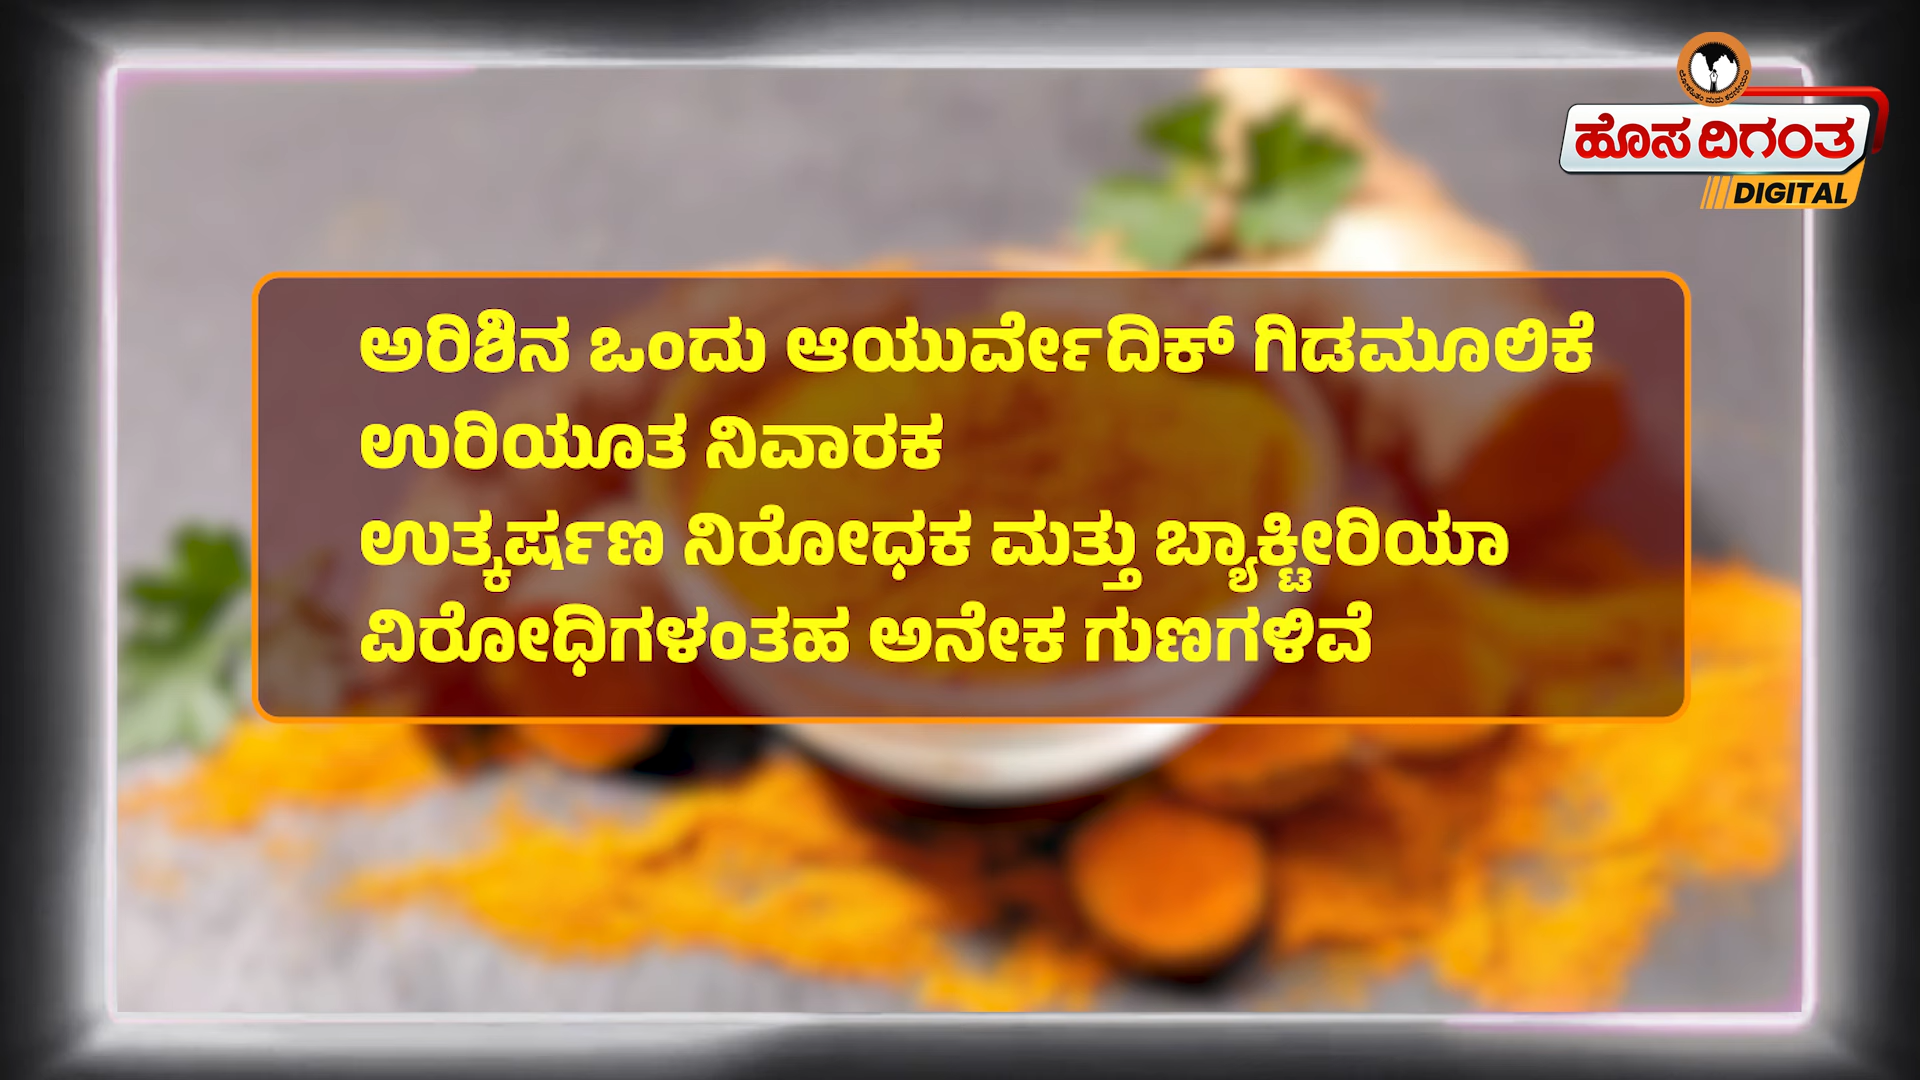 ಹೊಸ ದಿಗಂತ
DIGITAL
ಅರಿಶಿನ ಒಂದು ಆಯುರ್ವೇದಿಕ್ ಗಿಡಮೂಲಿಕೆ
ಉರಿಯೂತ ನಿವಾರಕ
ಉತ್ಕರ್ಷಣ ನಿರೋಧಕ ಮತ್ತು ಬ್ಯಾಕ್ಟೀರಿಯಾ
ವಿರೋಧಿಗಳಂತಹ ಅನೇಕ ಗುಣಗಳಿವೆ